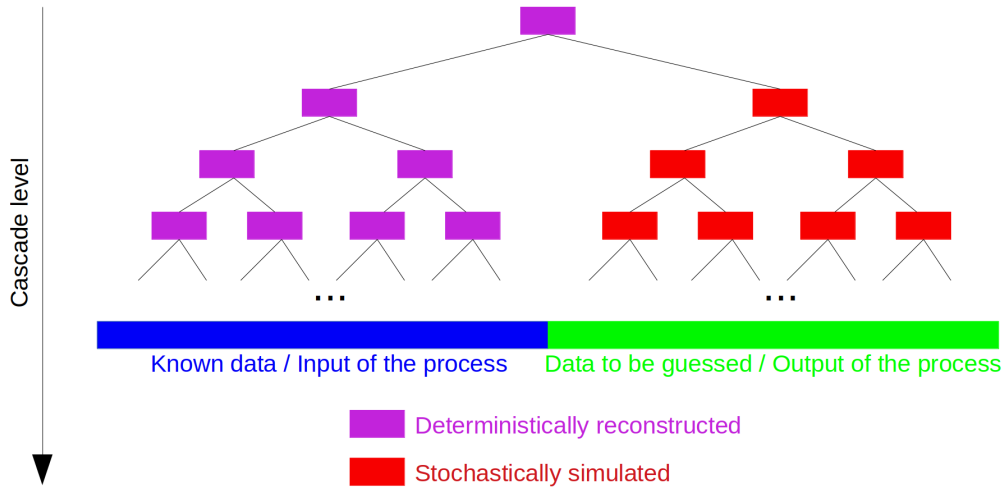 Cascade level
...
...
Known data / Input of the process
Data to be guessed / Output of the process
Deterministically reconstructed
Stochastically simulated